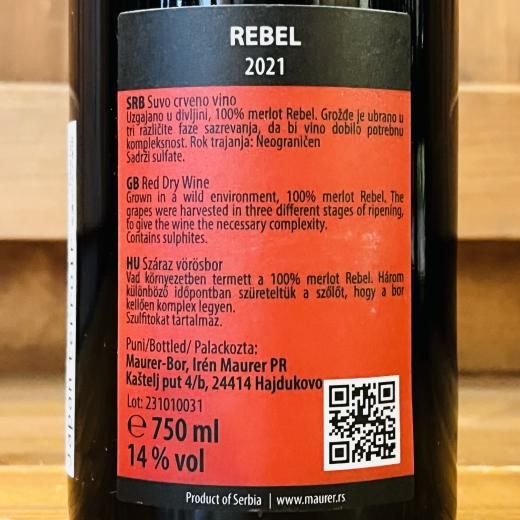 REBEL
2021
SRB Suvo crveno vino
Uzgajano u divljini, 100% merlot Rebel. Grožđe je ubrano u
tri različite faze sazrevanja, da bi vino dobilo potrebnu
kompleksnost. Rok trajanja: Neograničen
Sadrži sulfate.
GB Red Dry Wine
Grown in a wild environment, 100% merlot Rebel. The
grapes were harvested in three different stages of ripening,
to give the wine the necessary complexity.
Contains sulphites.
HU Száraz vörösbor
Vad környezetben termett a 100% merlot Rebel. Három
különböző időpontban szüreteltük a szőlőt, hogy a bor
kellően komplex legyen.
Szulfitokat tartalmaz.
Puni/Bottled/ Palackozta:
Maurer-Bor, Irén Maurer PR
Kaštelj put 4/b, 24414 Hajdukovo
Lot: 231010031
℮ 750 ml
14 % vol
Product of Serbia | www.maurer.rs